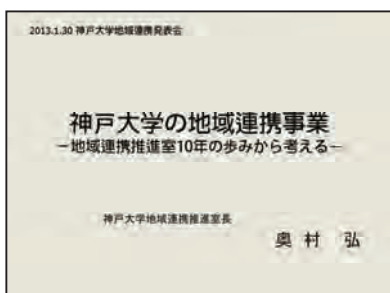 2013.1.30 神戸大学地域連携発表会
神戸大学の地域連携事業
－地域連携推進室10年の歩みから考える－
神戸大学地域連携推進室長
奥 村 弘